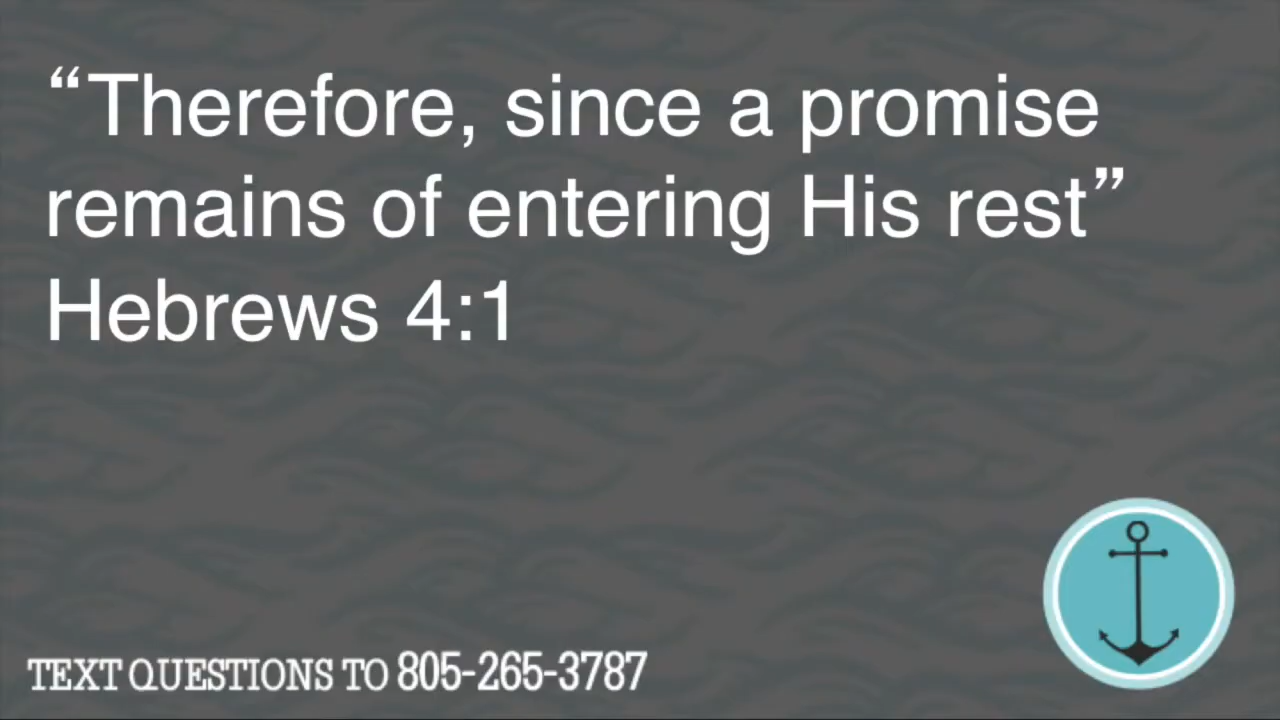 “Therefore, since a promise
remains of entering His rest”
Hebrews 4:1
TEXT QUESTIONS TO 805-265-3787